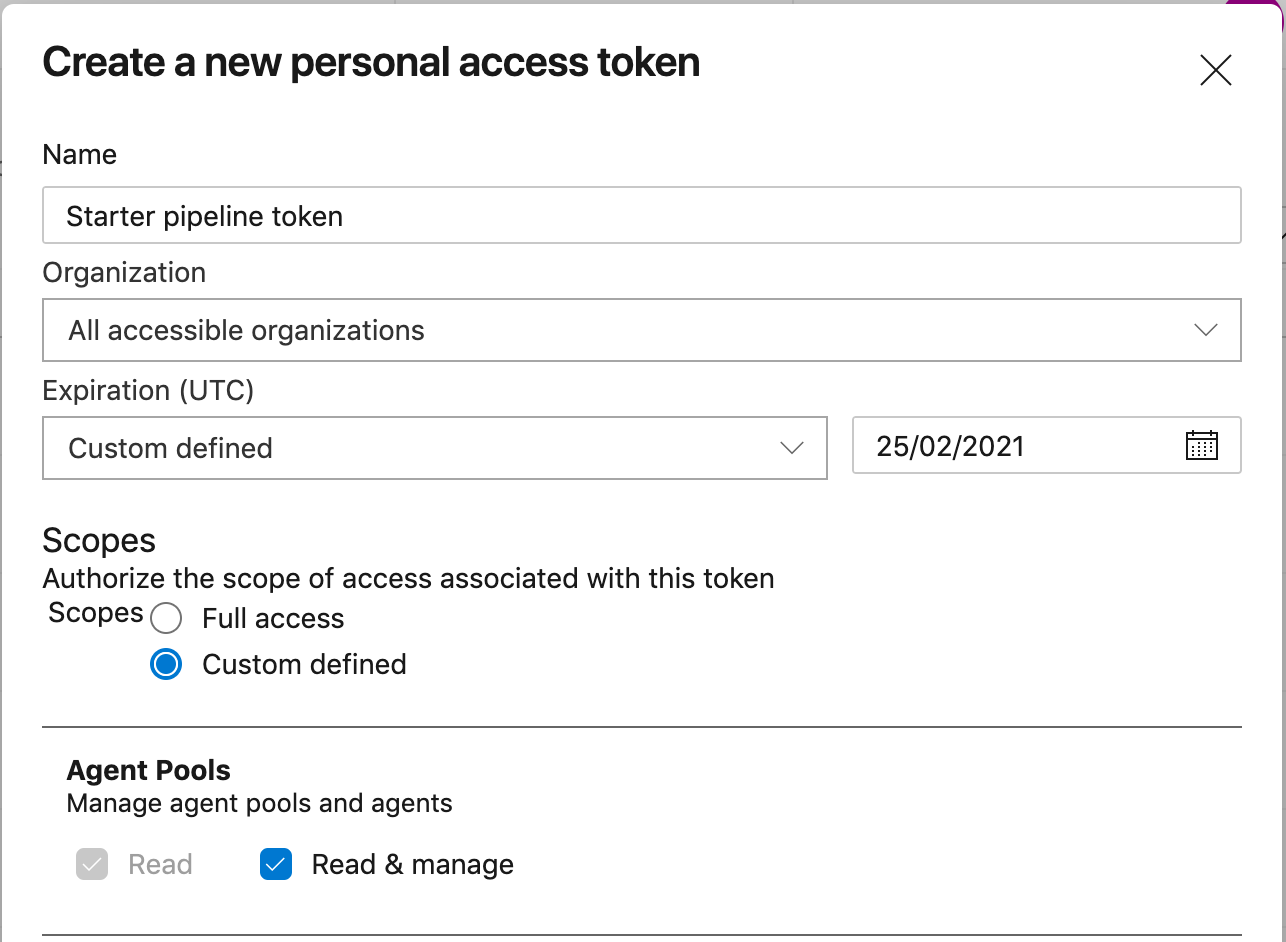 Create a new personal access token
Name
Starter pipeline token
Organization
All accessible organizations
Expiration (UTC)
Custom defined
25/02/2021
Scopes
Authorize the scope of access associated with this token
Scopes Full access
Custom defined
Agent Pools
Manage agent pools and agents
Read Read & manage